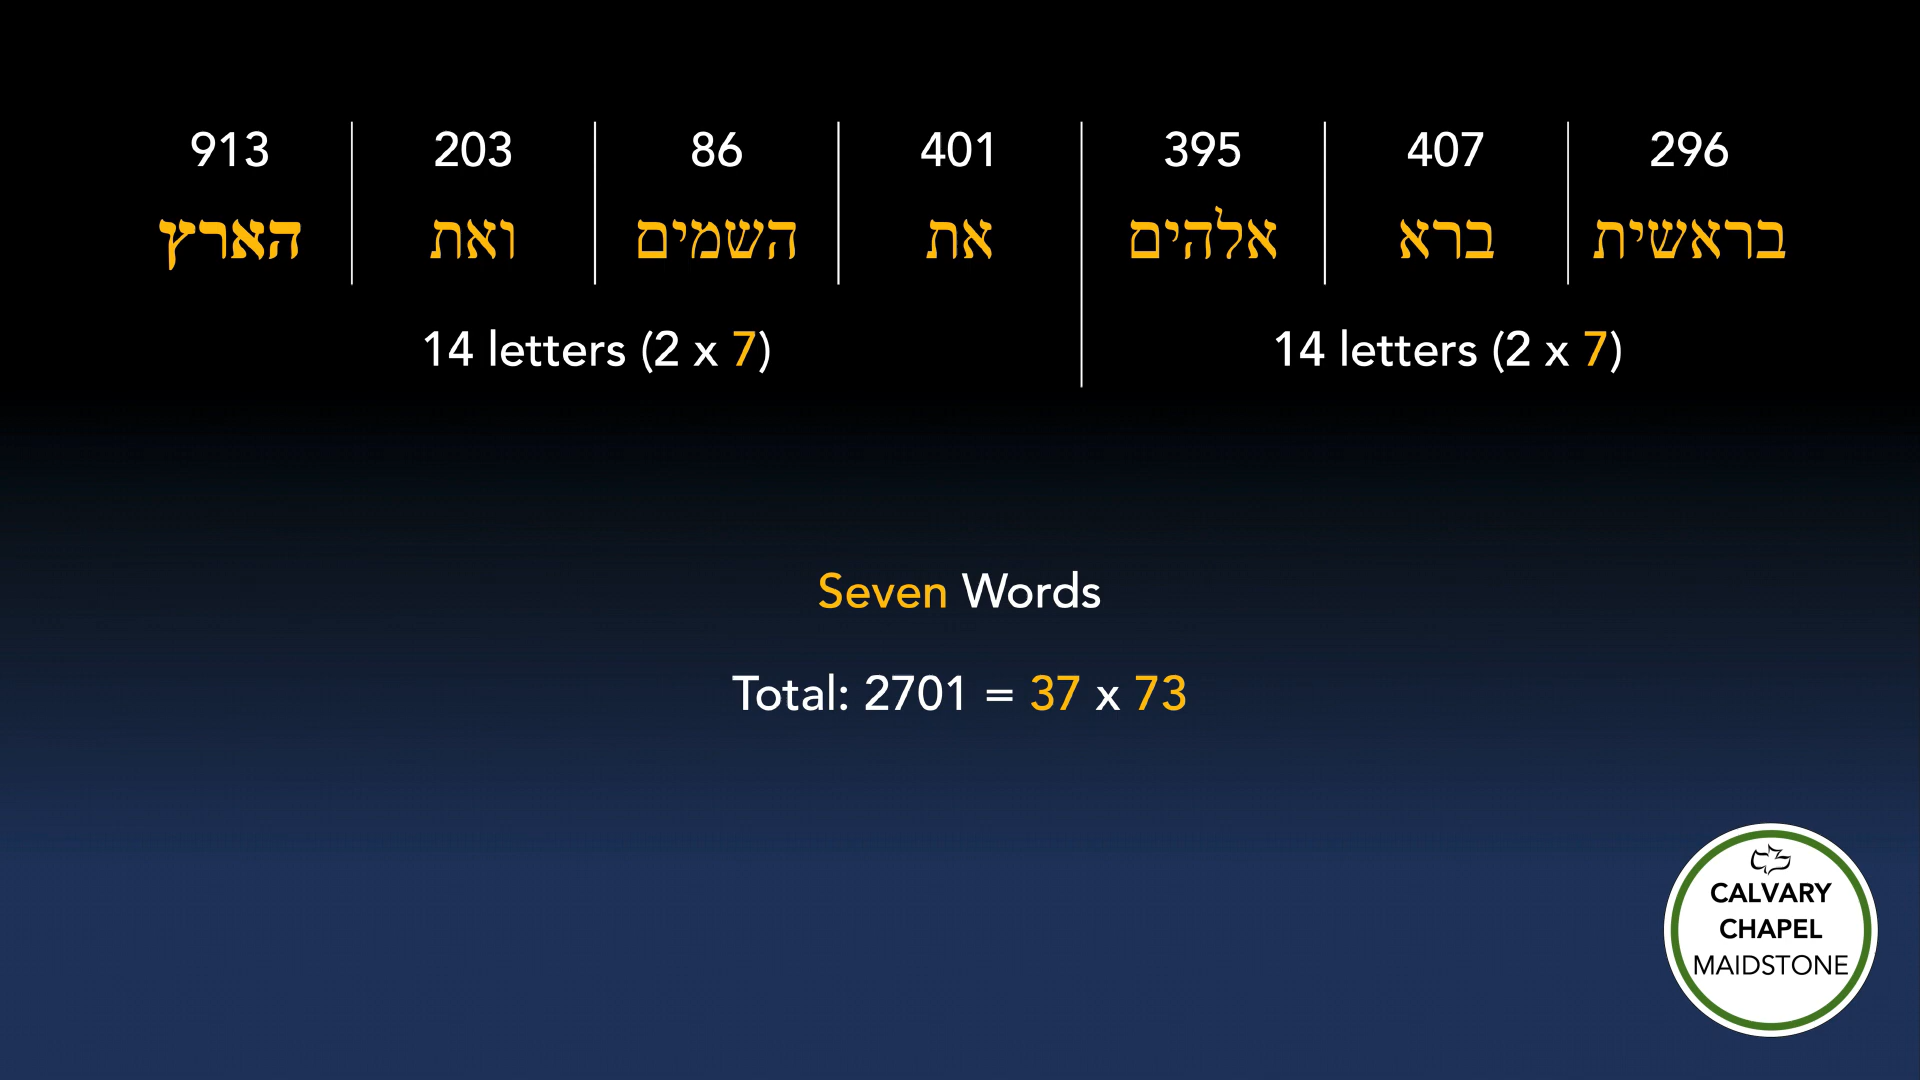 913 203 86 401 395 407 296
בראשית ברא אלהים את השמים ואת הארץ
14 letters (2 x 7) 14 letters (2 x 7)
Seven Words
Total: 2701 = 37 x 73
CALVARY
CHAPEL
MAIDSTONE